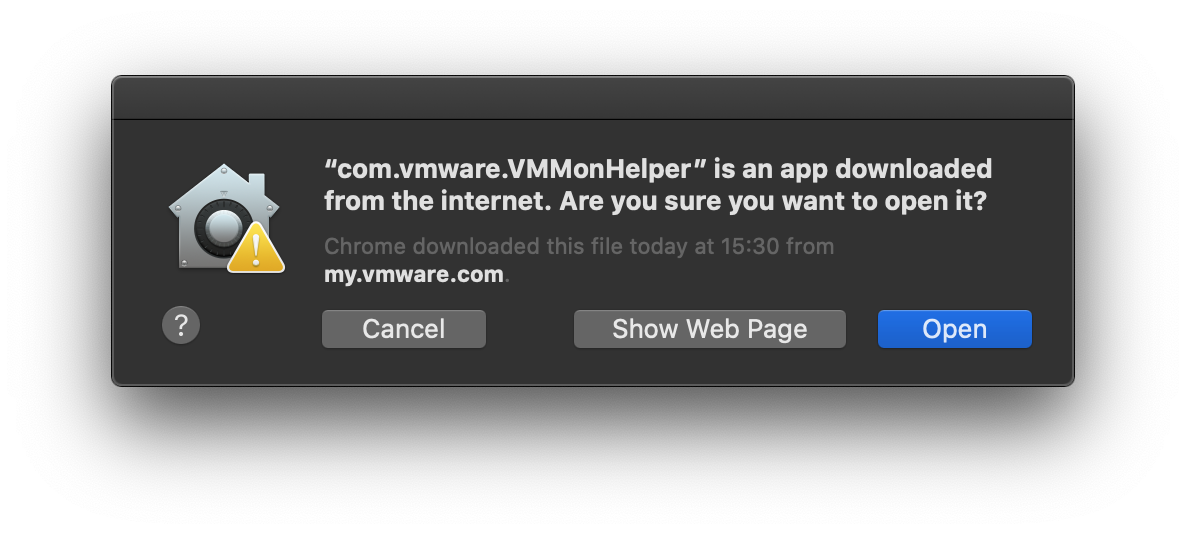 “com.vmware.VMMonHelper” is an app downloaded
from the internet. Are you sure you want to open it?
Chrome downloaded this file today at 15:30 from
my.vmware.com.
?
Cancel
Show Web Page
Open